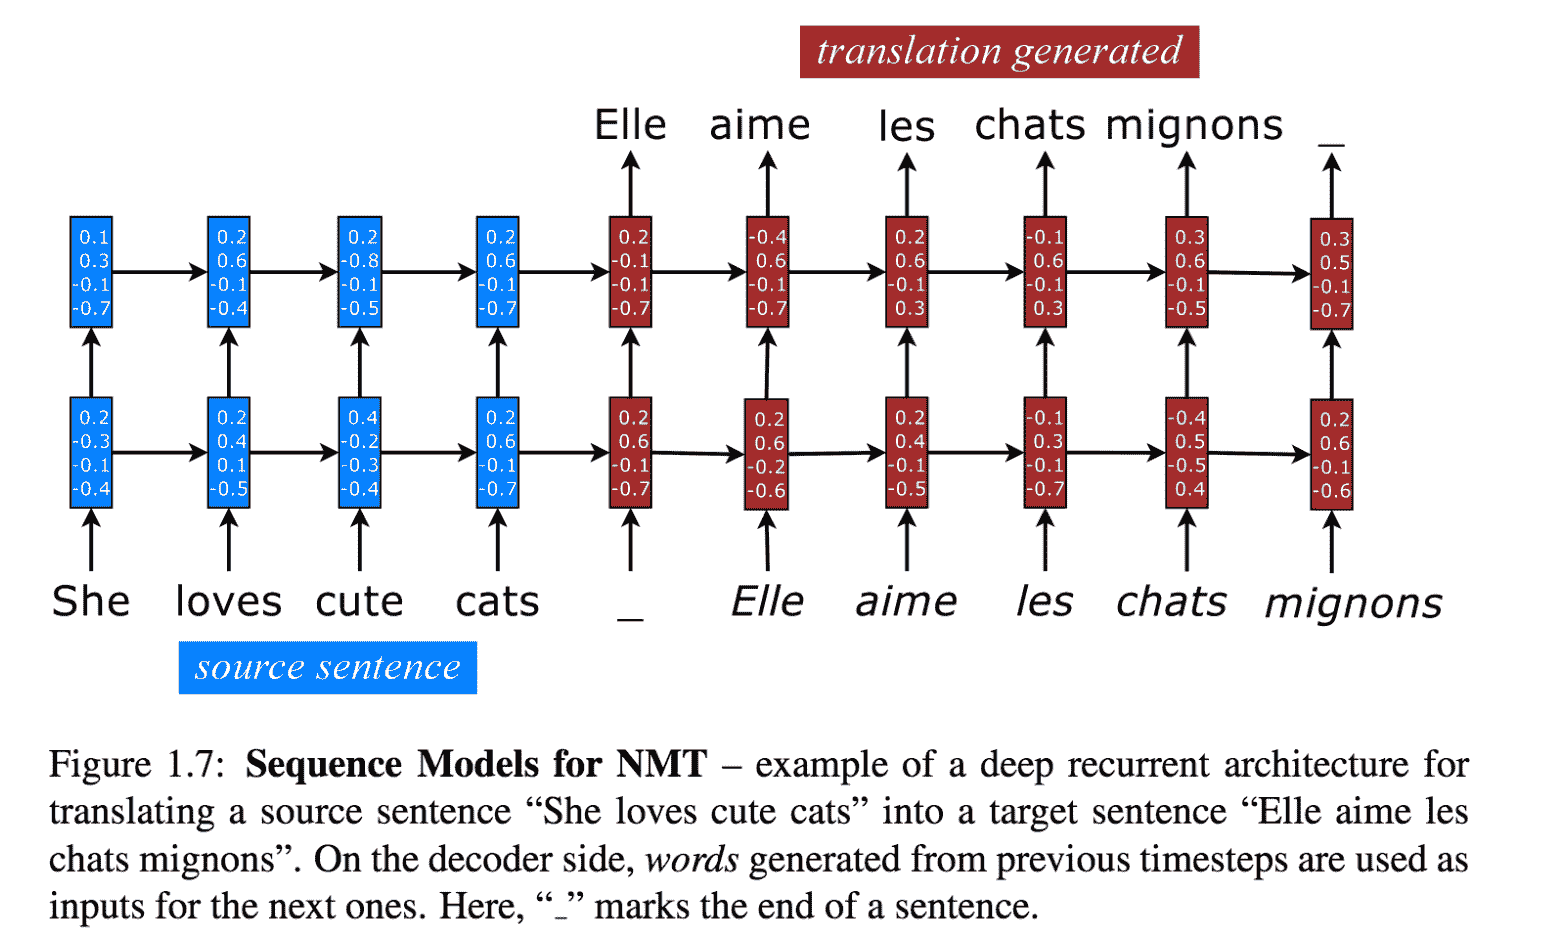 translation generated
Elle aime les chats mignons _
0.1 0.2 0.2 0.2 0.2 -0.4 0.2 -0.1 0.3 0.3
0.3 0.6 -0.8 0.6 -0.1 0.6 0.6 0.6 0.6 0.5
-0.1 -0.1 -0.1 -0.1 -0.1 -0.1 -0.1 -0.1 -0.1 -0.1
-0.7 -0.4 -0.5 -0.7 -0.7 -0.7 0.3 0.3 -0.5 -0.7
0.2 0.2 0.4 0.2 0.2 0.2 0.2 -0.1 -0.4 0.2
-0.3 0.4 -0.2 0.6 0.6 0.6 0.4 0.3 0.5 0.6
-0.1 0.1 -0.3 -0.1 -0.1 -0.2 -0.1 -0.1 -0.5 -0.1
-0.4 -0.5 -0.4 -0.7 -0.7 -0.6 -0.5 -0.7 0.4 -0.6
She loves cute cats _ Elle aime les chats mignons
source sentence
Figure 1.7: Sequence Models for NMT – example of a deep recurrent architecture for
translating a source sentence “She loves cute cats” into a target sentence “Elle aime les
chats mignons”. On the decoder side, words generated from previous timesteps are used as
inputs for the next ones. Here, “_” marks the end of a sentence.